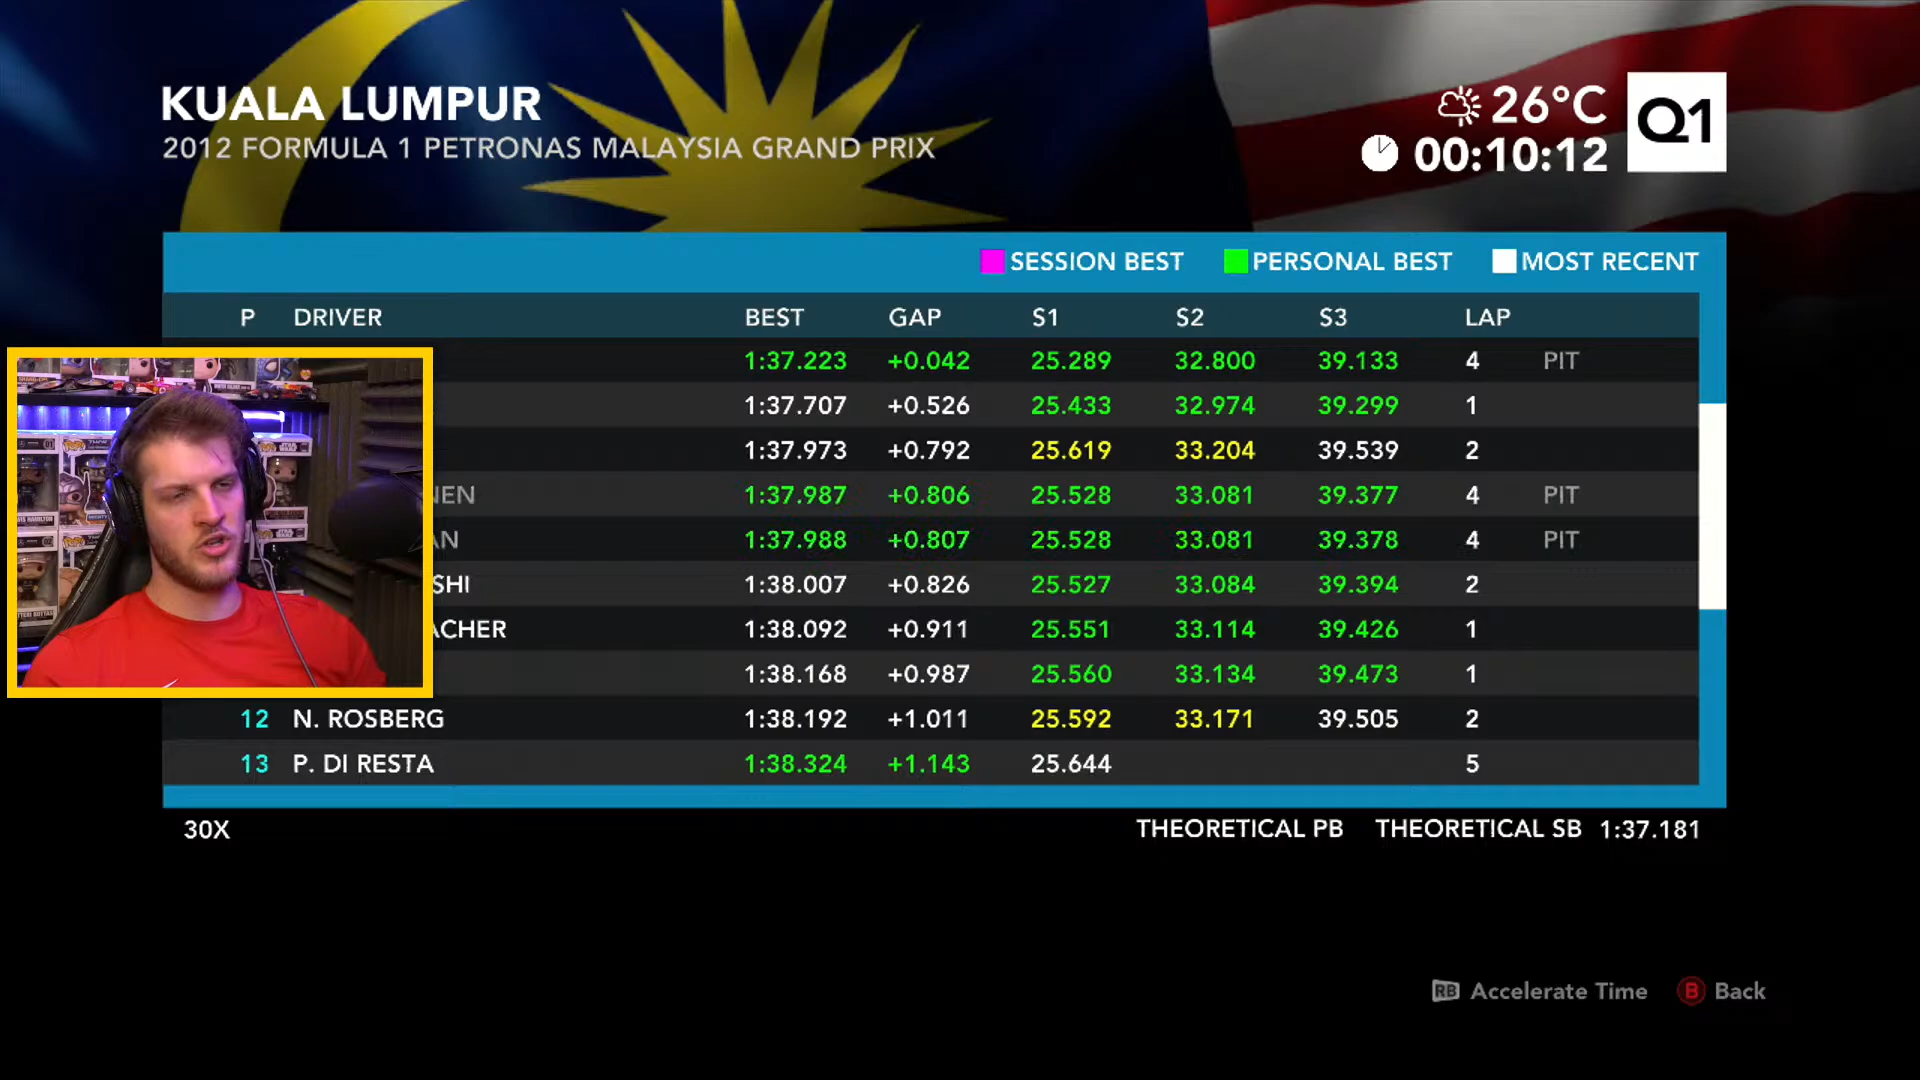 KUALA LUMPUR
2012 FORMULA 1 PETRONAS MALAYSIA GRAND PRIX
26°C
00:10:12
Q1
SESSION BEST PERSONAL BEST MOST RECENT
P DRIVER BEST GAP S1 S2 S3 LAP
1:37.223 +0.042 25.289 32.800 39.133 4 PIT
1:37.707 +0.526 25.433 32.974 39.299 1
1:37.973 +0.792 25.619 33.204 39.539 2
NEN 1:37.987 +0.806 25.528 33.081 39.377 4 PIT
AN 1:37.988 +0.807 25.528 33.081 39.378 4 PIT
SHI 1:38.007 +0.826 25.527 33.084 39.394 2
ACHER 1:38.092 +0.911 25.551 33.114 39.426 1
1:38.168 +0.987 25.560 33.134 39.473 1
12 N. ROSBERG 1:38.192 +1.011 25.592 33.171 39.505 2
13 P. DI RESTA 1:38.324 +1.143 25.644 5
30X THEORETICAL PB THEORETICAL SB 1:37.181
RB Accelerate Time B Back